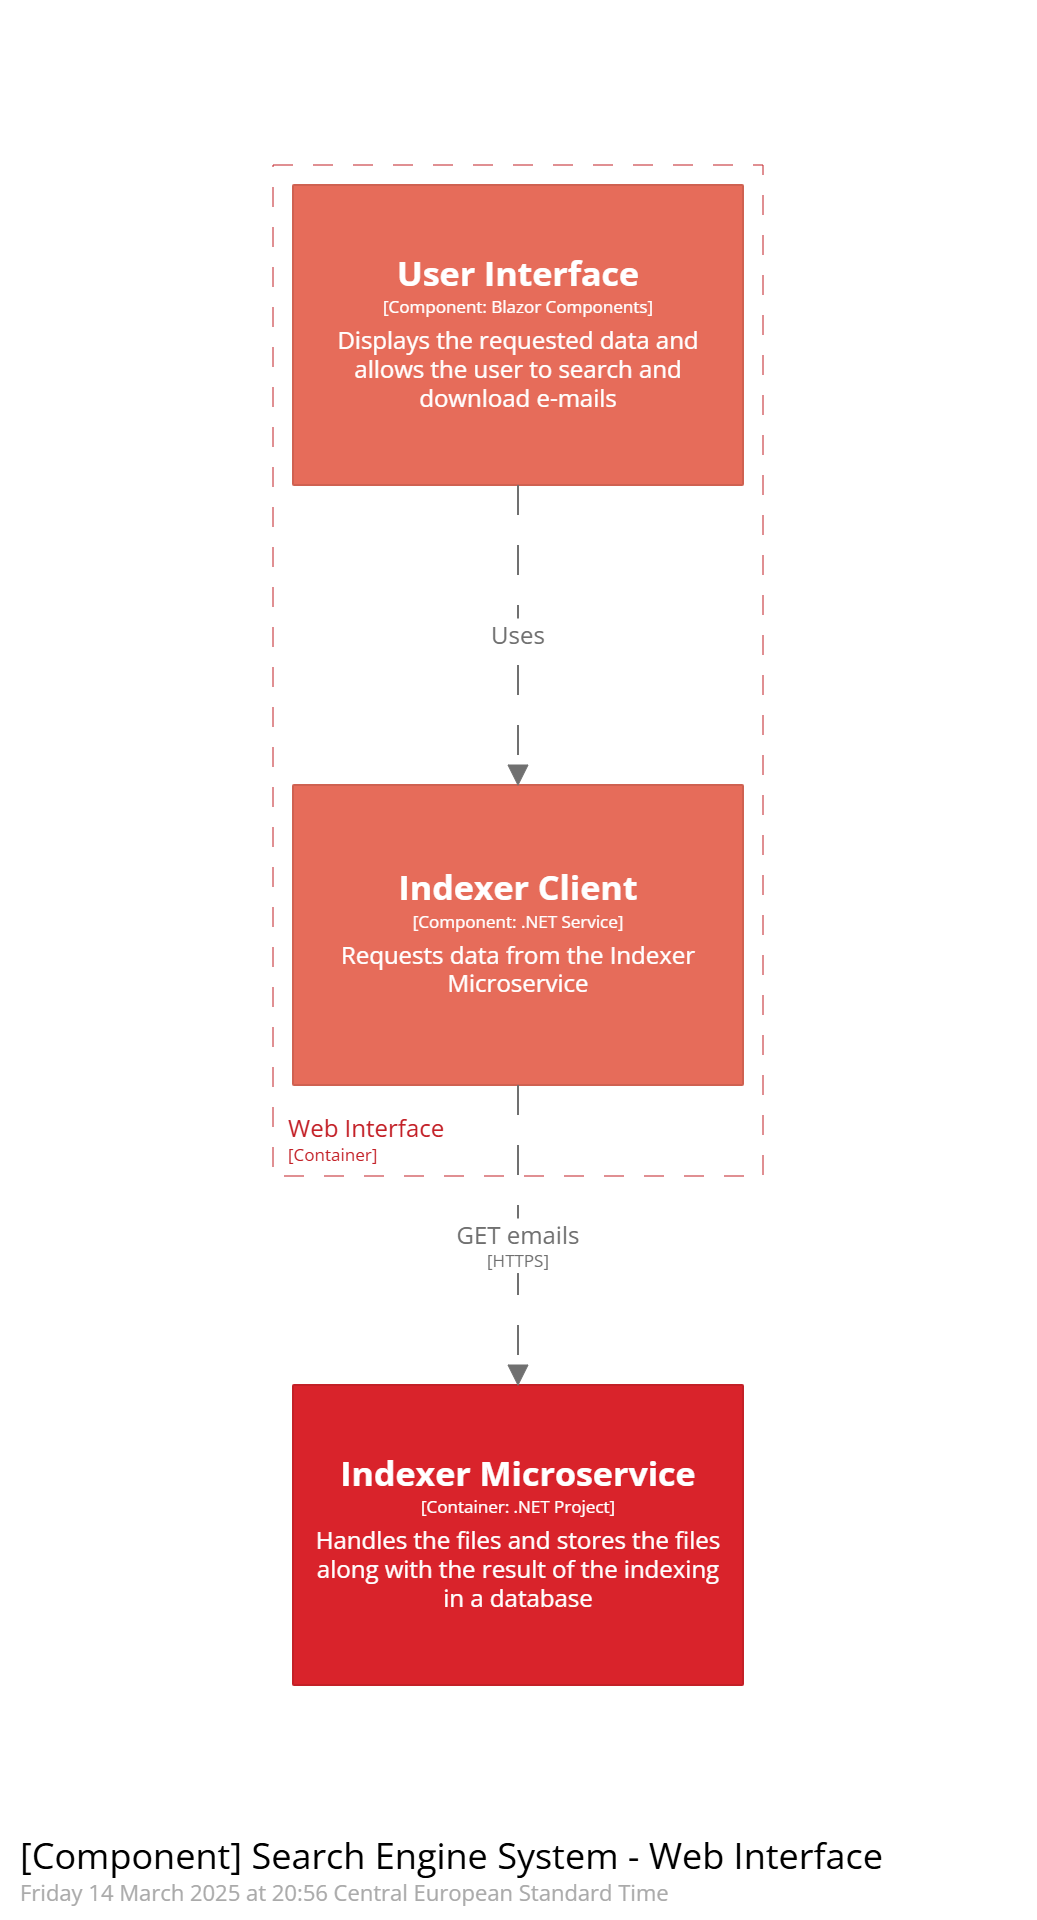 User Interface
[Component: Blazor Components]
Displays the requested data and
allows the user to search and
download e-mails
Uses
Indexer Client
[Component: .NET Service]
Requests data from the Indexer
Microservice
Web Interface
[Container]
GET emails
[HTTPS]
Indexer Microservice
[Container: .NET Project]
Handles the files and stores the files
along with the result of the indexing
in a database
[Component] Search Engine System - Web Interface
Friday 14 March 2025 at 20:56 Central European Standard Time